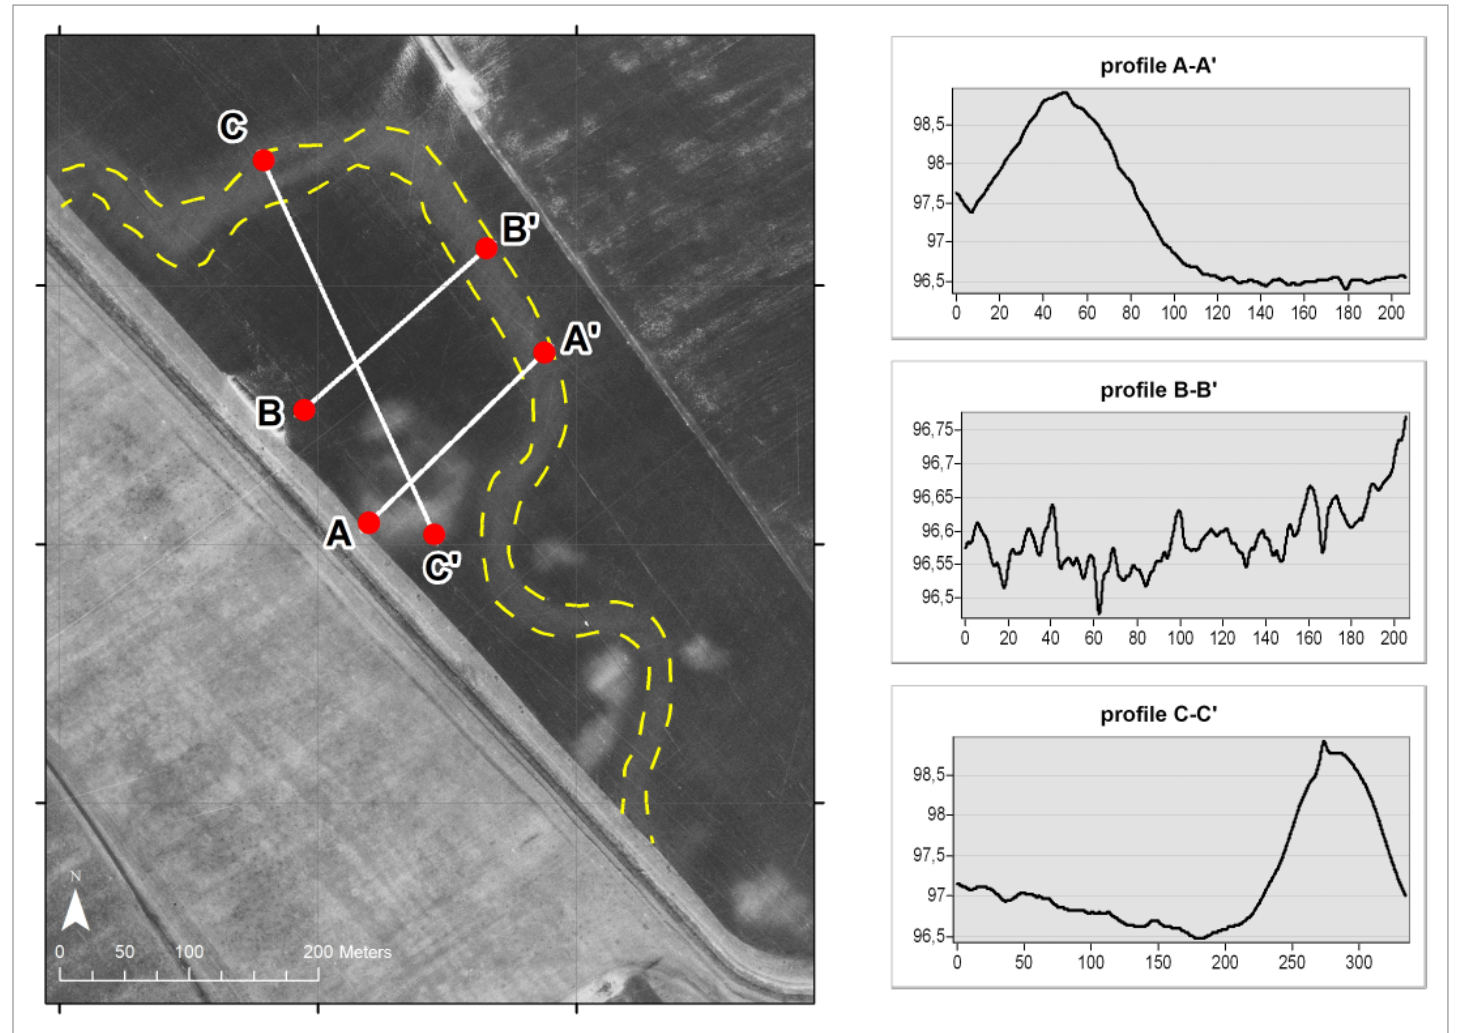 C
B'
A'
B
A
C'
N
0 50 100 200 Meters
profile A-A'
98,5
98
97,5
97
96,5
0 20 40 60 80 100 120 140 160 180 200
profile B-B'
96,75
96,7
96,65
96,6
96,55
96,5
0 20 40 60 80 100 120 140 160 180 200
profile C-C'
98,5
98
97,5
97
96,5
0 50 100 150 200 250 300